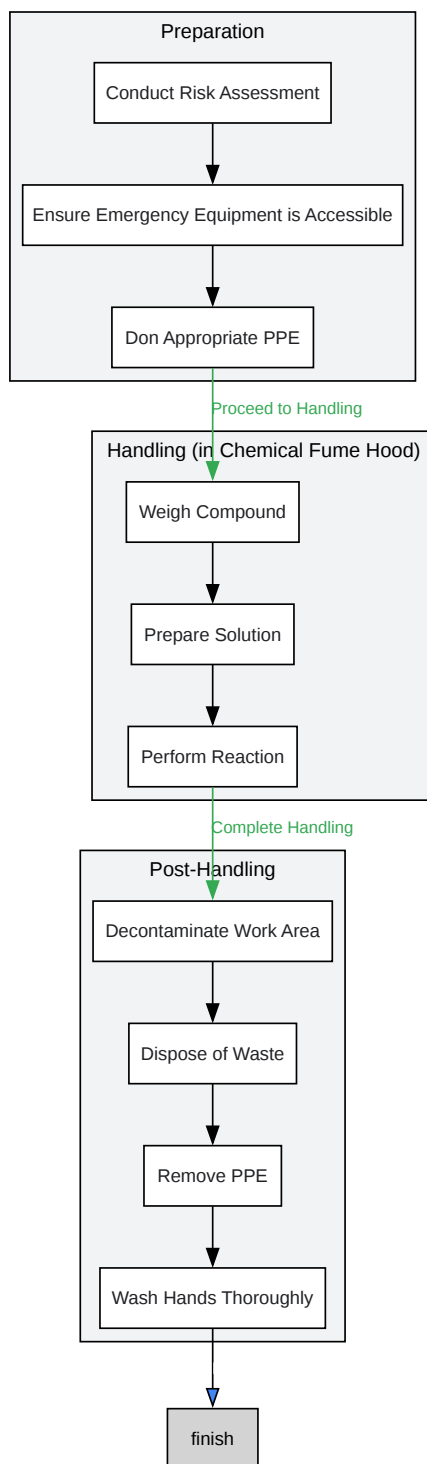 Preparation
Conduct Risk Assessment
Ensure Emergency Equipment is Accessible
Don Appropriate PPE
Proceed to Handling
Handling (in Chemical Fume Hood)
Weigh Compound
Prepare Solution
Perform Reaction
Complete Handling
Post-Handling
Decontaminate Work Area
Dispose of Waste
Remove PPE
Wash Hands Thoroughly
finish